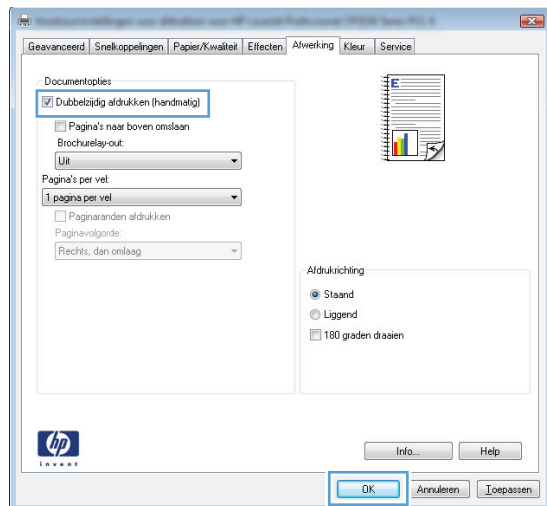 Geavanceerd Snelkoppelingen Papier/Kwaliteit Effecten Afwerking Kleur Service
Documentopties
Dubbelzijdig afdrukken (handmatig)
Pagina's naar boven omslaan
Brochurelay-out:
Uit
Pagina's per vel:
1 pagina per vel
Paginaranden afdrukken
Paginavolgorde:
Rechts, dan omlaag
E
Afdrukrichting
Staand
Liggend
180 graden draaien
hp
invent
Info... Help
OK Annuleren Toepassen